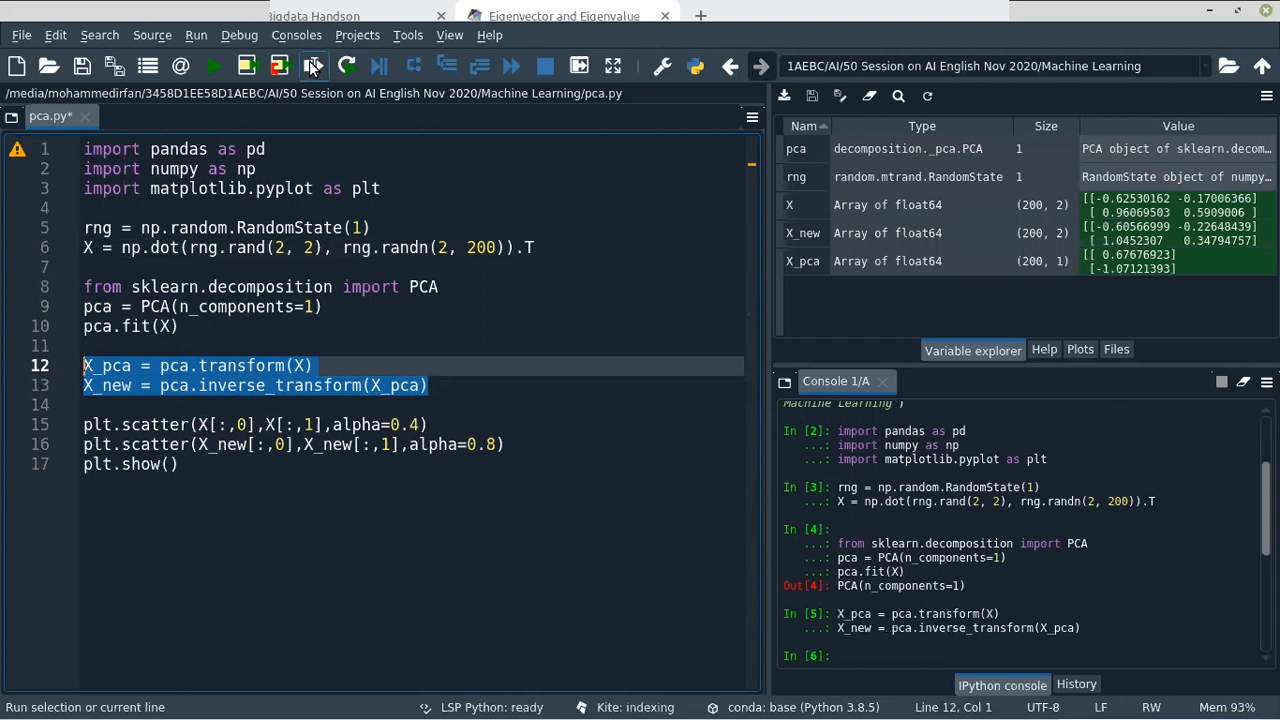 Bigdata Handson
Eigenvector and Eigenvalue
File Edit Search Source Run Debug Consoles Projects Tools View Help
1AEBC/AI/50 Session on AI English Nov 2020/Machine Learning
/media/mohammedirfan/3458D1EE58D1AEBC/AI/50 Session on AI English Nov 2020/Machine Learning/pca.py
pca.py*
1 import pandas as pd
2 import numpy as np
3 import matplotlib.pyplot as plt
4
5 rng = np.random.RandomState(1)
6 X = np.dot(rng.rand(2, 2), rng.randn(2, 200)).T
7
8 from sklearn.decomposition import PCA
9 pca = PCA(n_components=1)
10 pca.fit(X)
11
12 X_pca = pca.transform(X)
13 X_new = pca.inverse_transform(X_pca)
14
15 plt.scatter(X[:,0],X[:,1],alpha=0.4)
16 plt.scatter(X_new[:,0],X_new[:,1],alpha=0.8)
17 plt.show()
Nam Type Size Value
pca decomposition._pca.PCA 1 PCA object of sklearn.decom…
rng random.mtrand.RandomState 1 RandomState object of numpy…
X Array of float64 (200, 2) [[-0.62530162 -0.17006366]
[ 0.96069503 0.5909006 ]
X_new Array of float64 (200, 2) [[-0.60566999 -0.22648439]
[ 1.0452307 0.34794757]
X_pca Array of float64 (200, 1) [[ 0.67676923]
[-1.07121393]
Variable explorer Help Plots Files
Console 1/A
Machine Learning')
In [2]: import pandas as pd
...: import numpy as np
...: import matplotlib.pyplot as plt
In [3]: rng = np.random.RandomState(1)
...: X = np.dot(rng.rand(2, 2), rng.randn(2, 200)).T
In [4]:
...: from sklearn.decomposition import PCA
...: pca = PCA(n_components=1)
...: pca.fit(X)
Out[4]: PCA(n_components=1)
In [5]: X_pca = pca.transform(X)
...: X_new = pca.inverse_transform(X_pca)
In [6]:
IPython console History
Run selection or current line LSP Python: ready Kite: indexing conda: base (Python 3.8.5) Line 12, Col 1 UTF-8 LF RW Mem 93%